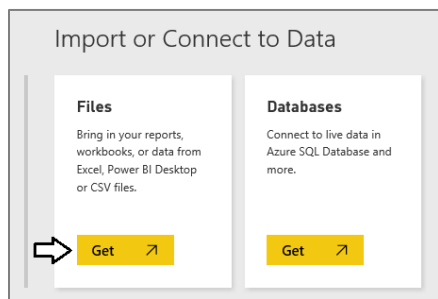 Import or Connect to Data
Files
Bring in your reports,
workbooks, or data from
Excel, Power BI Desktop
or CSV files.
Get
Databases
Connect to live data in
Azure SQL Database and
more.
Get